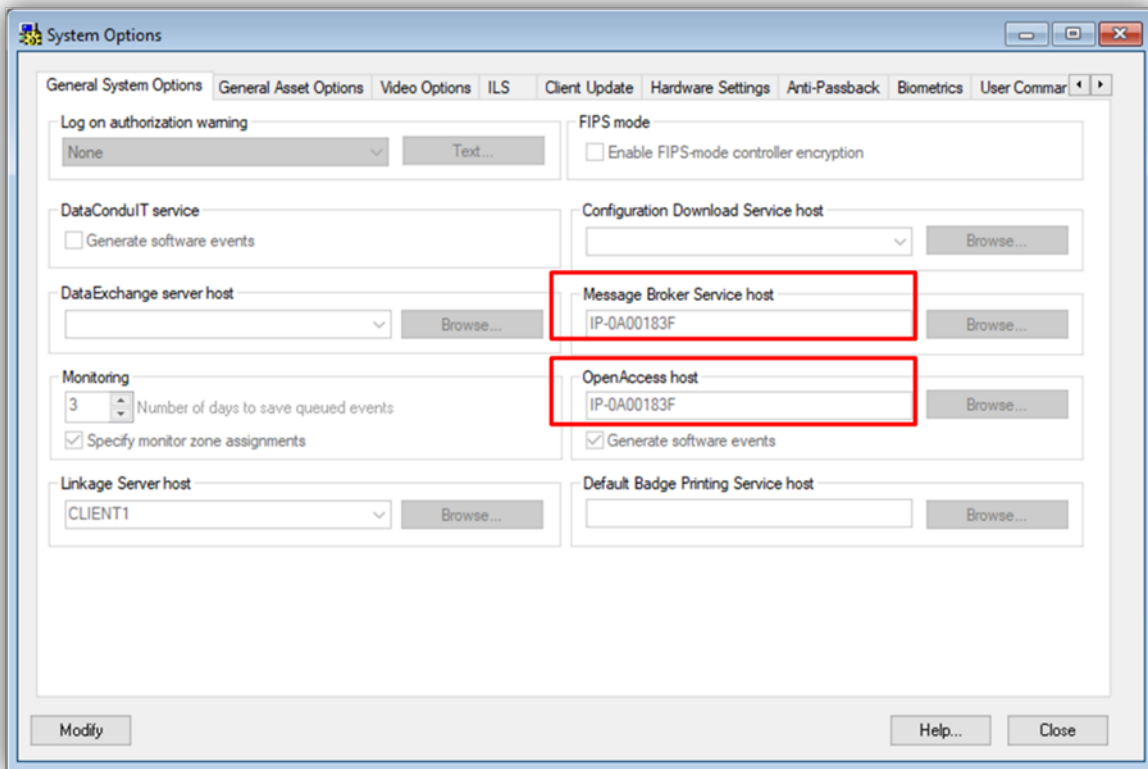 System Options
General System Options General Asset Options Video Options ILS Client Update Hardware Settings Anti-Passback Biometrics User Commar
Log on authorization warning
None Text...
FIPS mode
Enable FIPS-mode controller encryption
DataConduIT service
Generate software events
Configuration Download Service host
Browse...
DataExchange server host
Browse...
Message Broker Service host
IP-0A00183F Browse...
Monitoring
3 Number of days to save queued events
Specify monitor zone assignments
OpenAccess host
IP-0A00183F Browse...
Generate software events
Linkage Server host
CLIENT1 Browse...
Default Badge Printing Service host
Browse...
Modify Help... Close